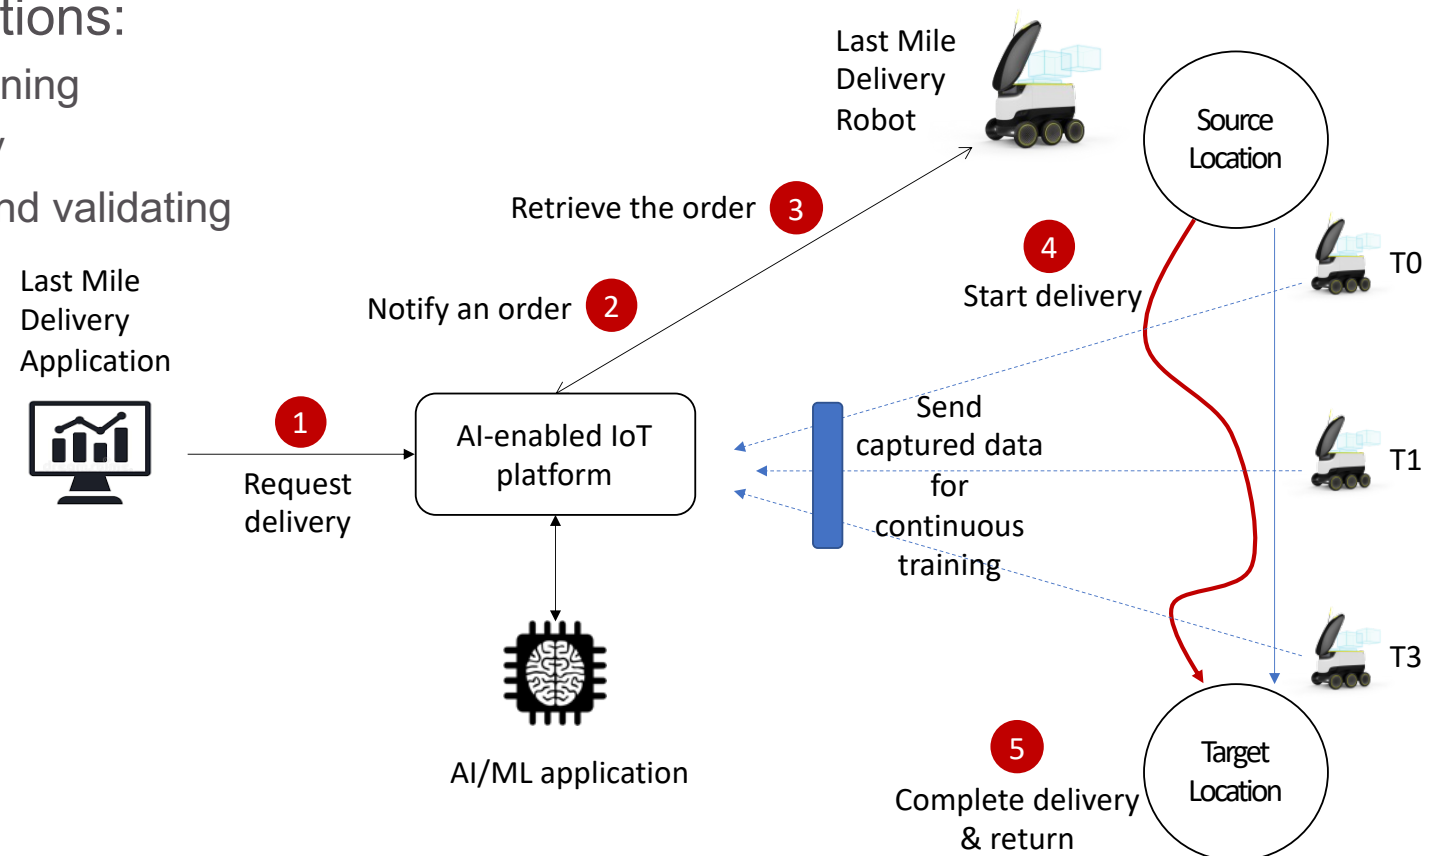 tions:
ning
nd validating
Last Mile
Delivery
Robot
Source
Location
Retrieve the order 3
4
Start delivery
T0
Last Mile
Delivery
Application
Notify an order 2
1
Request
delivery
AI-enabled IoT
platform
Send
captured data
for
continuous
training
T1
T3
AI/ML application
5
Complete delivery
& return
Target
Location